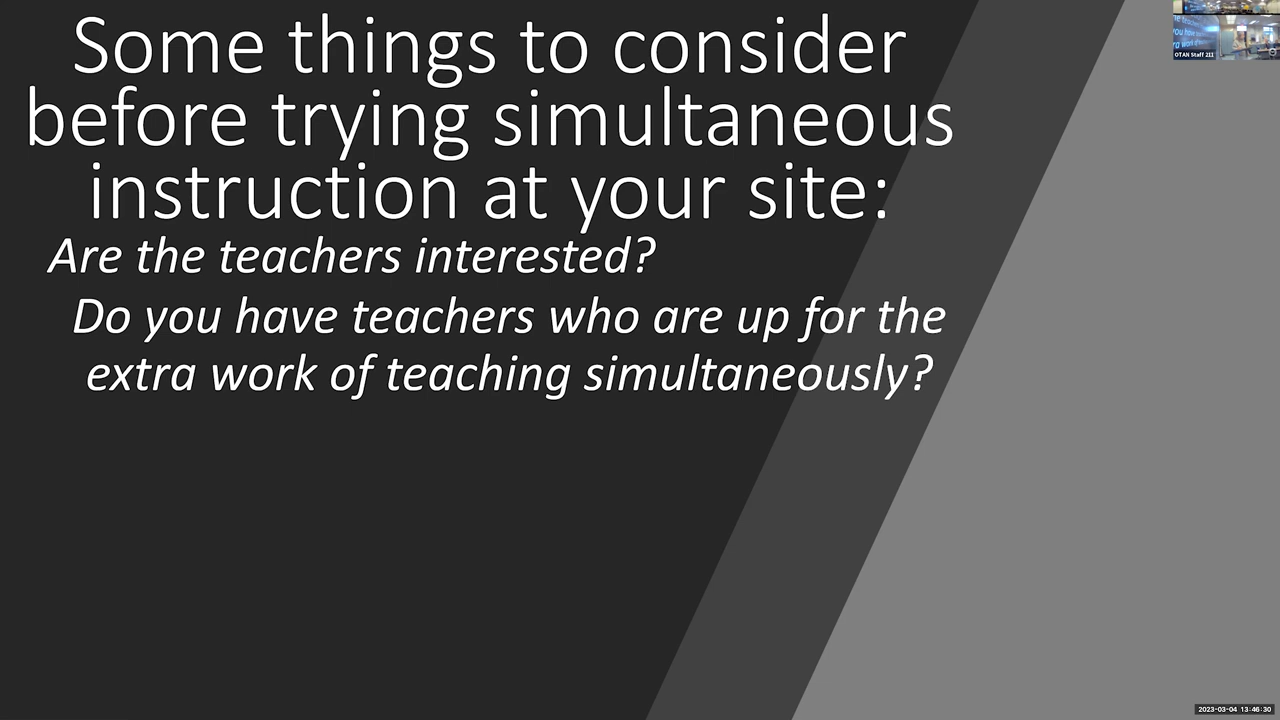 Some things to consider
before trying simultaneous
instruction at your site:
Are the teachers interested?
Do you have teachers who are up for the
extra work of teaching simultaneously?
OTAN Staff 211
2023-03-04 13:46:30